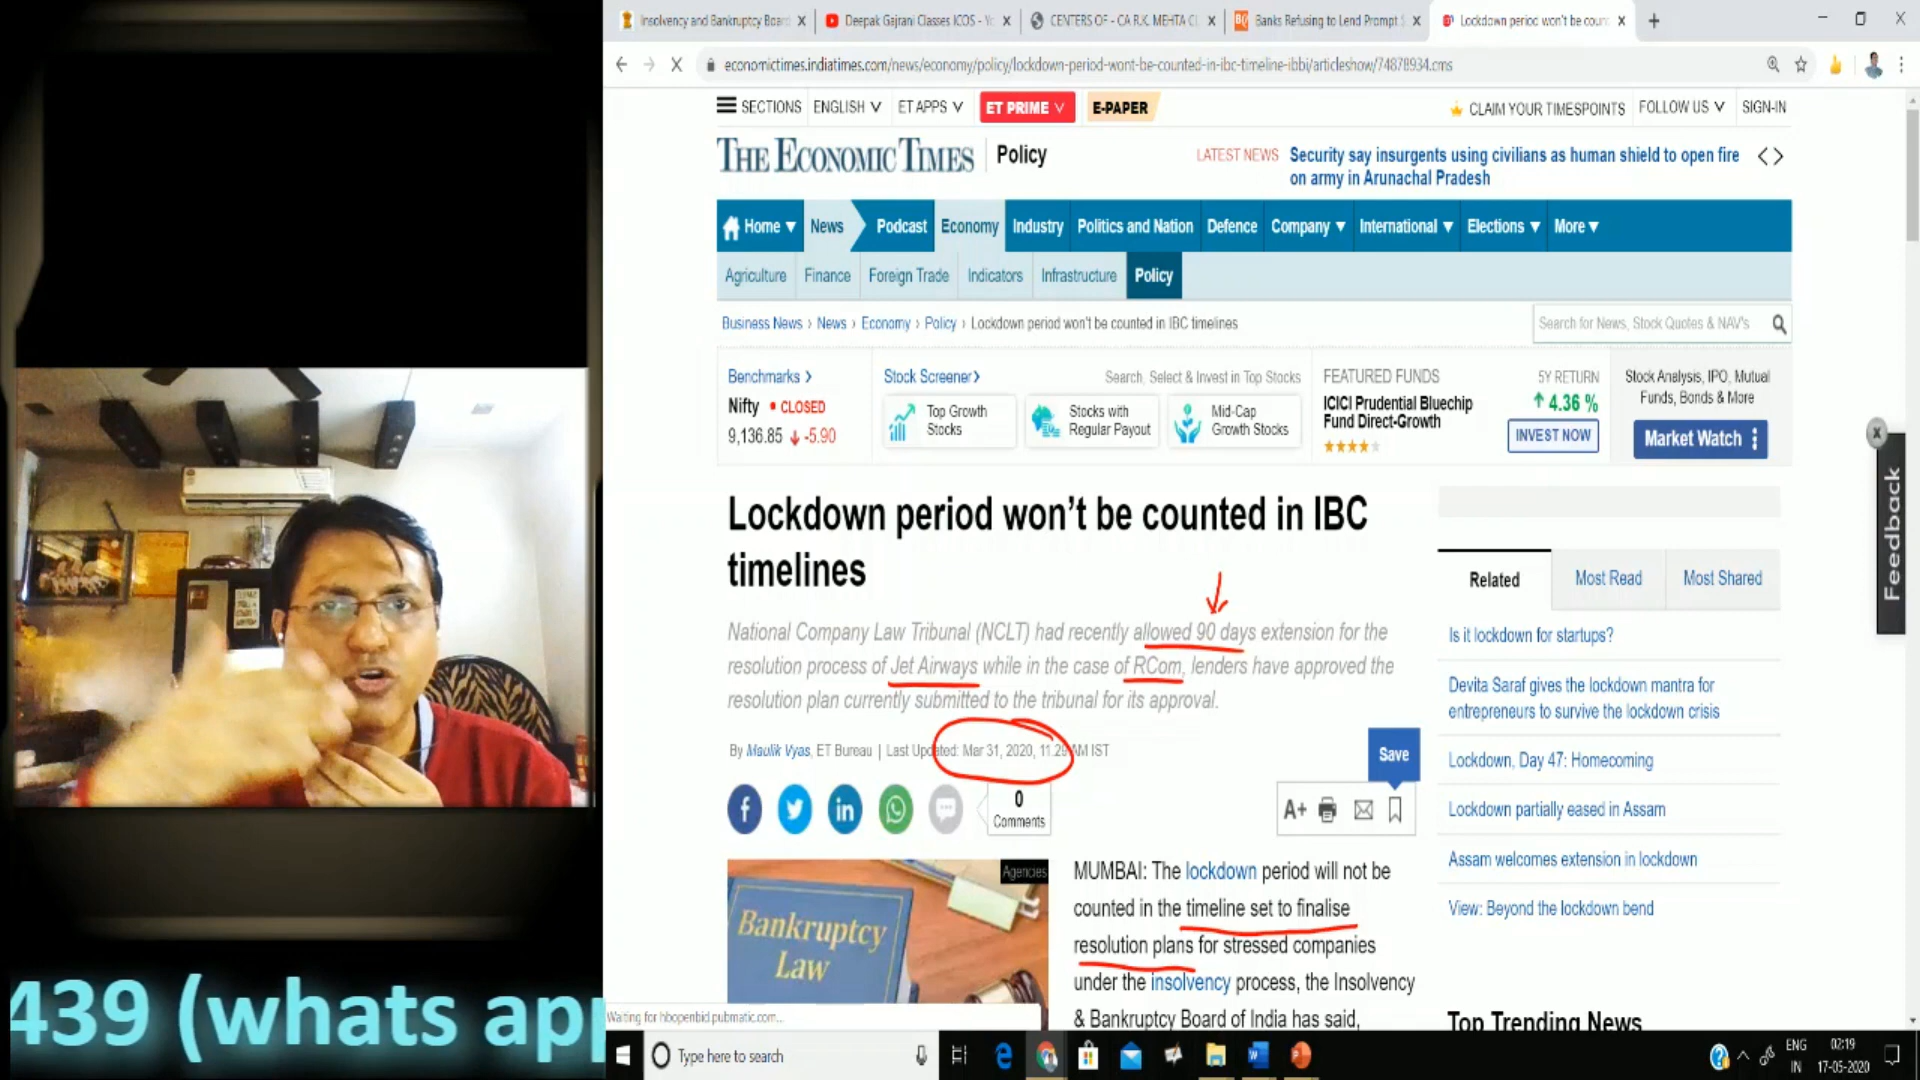 Insolvency and Bankruptcy Board
Deepak Gajrani Classes ICOS - Yo
CENTERS OF - CA R.K. MEHTA CL
Banks Refusing to Lend Prompt S
Lockdown period won't be coun
economictimes.indiatimes.com/news/economy/policy/lockdown-period-wont-be-counted-in-ibc-timeline-ibbi/articleshow/74878934.cms
SECTIONS ENGLISH ET APPS ET PRIME E-PAPER
CLAIM YOUR TIMESPOINTS FOLLOW US SIGN-IN
THE ECONOMIC TIMES Policy
LATEST NEWS Security say insurgents using civilians as human shield to open fire
on army in Arunachal Pradesh
Home News Podcast Economy Industry Politics and Nation Defence Company International Elections More
Agriculture Finance Foreign Trade Indicators Infrastructure Policy
Business News › News › Economy › Policy › Lockdown period won't be counted in IBC timelines
Search for News, Stock Quotes & NAV's
Benchmarks >
Nifty • CLOSED
9,136.85 -5.90
Stock Screener>
Search, Select & Invest in Top Stocks
Top Growth
Stocks
Stocks with
Regular Payout
Mid-Cap
Growth Stocks
FEATURED FUNDS
ICICI Prudential Bluechip
Fund Direct-Growth
5Y RETURN
4.36 %
INVEST NOW
Stock Analysis, IPO, Mutual
Funds, Bonds & More
Market Watch
Feedback
Lockdown period won’t be counted in IBC
timelines
National Company Law Tribunal (NCLT) had recently allowed 90 days extension for the
resolution process of Jet Airways while in the case of RCom, lenders have approved the
resolution plan currently submitted to the tribunal for its approval.
By Maulik Vyas, ET Bureau | Last Updated: Mar 31, 2020, 11.29 AM IST
Save
0
Comments
A+
Agencies
Bankruptcy
Law
MUMBAI: The lockdown period will not be
counted in the timeline set to finalise
resolution plans for stressed companies
under the insolvency process, the Insolvency
& Bankruptcy Board of India has said,
Related Most Read Most Shared
Is it lockdown for startups?
Devita Saraf gives the lockdown mantra for
entrepreneurs to survive the lockdown crisis
Lockdown, Day 47: Homecoming
Lockdown partially eased in Assam
Assam welcomes extension in lockdown
View: Beyond the lockdown bend
Top Trending News
Waiting for hbopenbid.pubmatic.com...
439 (whats app
Type here to search
ENG
IN
02:19
17-05-2020